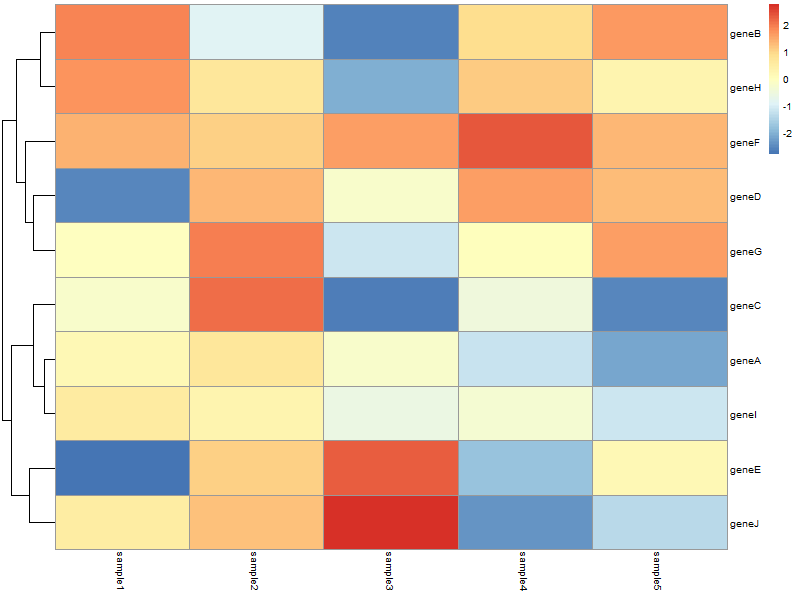 geneB
geneH
geneF
geneD
geneG
geneC
geneA
geneI
geneE
geneJ
sample1
sample2
sample3
sample4
sample5
2
1
0
-1
-2